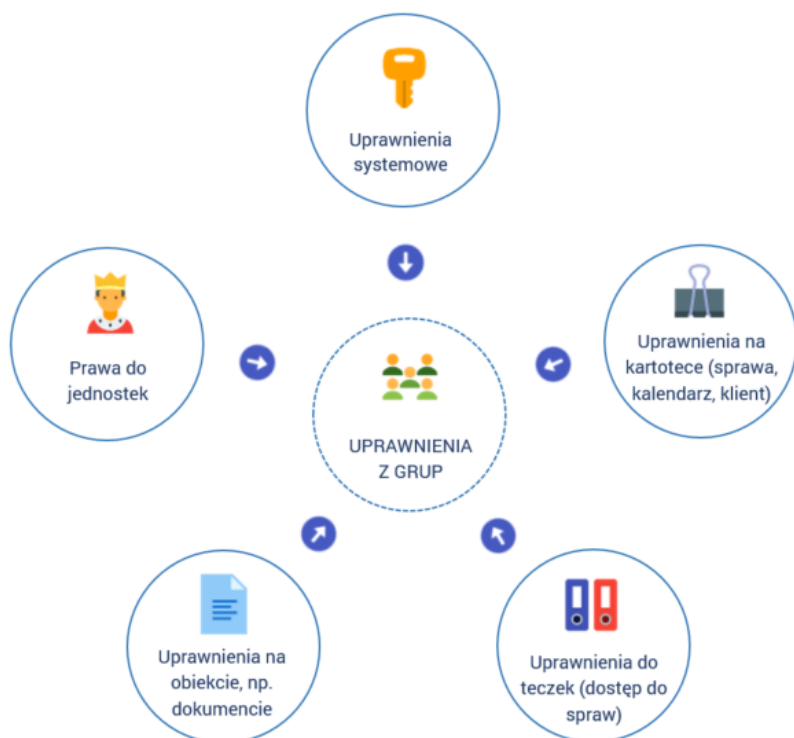 Uprawnienia
systemowe
Prawa do
jednostek
Uprawnienia na
kartotece (sprawa,
kalendarz, klient)
UPRAWNIENIA
Z GRUP
Uprawnienia na
obiekcie, np.
dokumencie
Uprawnienia do
teczek (dostęp do
spraw)